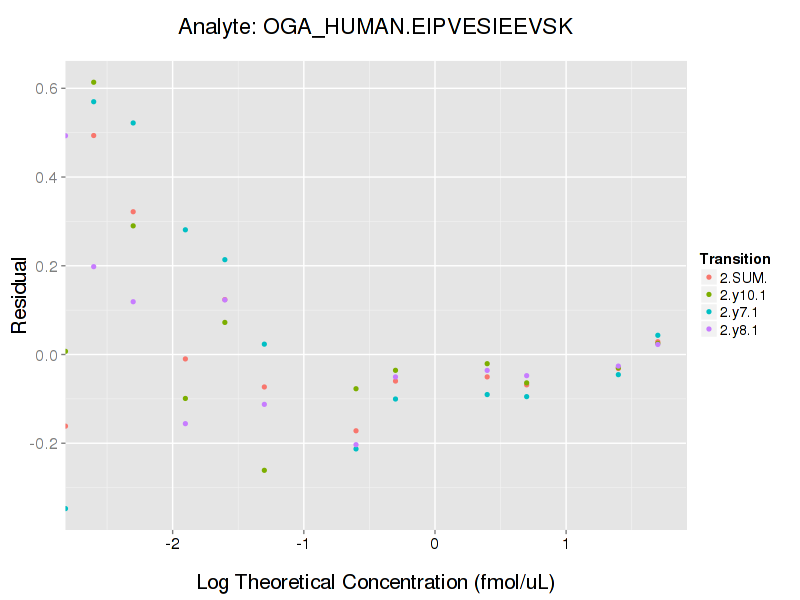 Analyte: OGA_HUMAN.EIPVESIEEVSK
0.6
0.4
0.2
0.0
-0.2
Residual
-2
-1
0
1
Log Theoretical Concentration (fmol/uL)
Transition
2.SUM.
2.y10.1
2.y7.1
2.y8.1